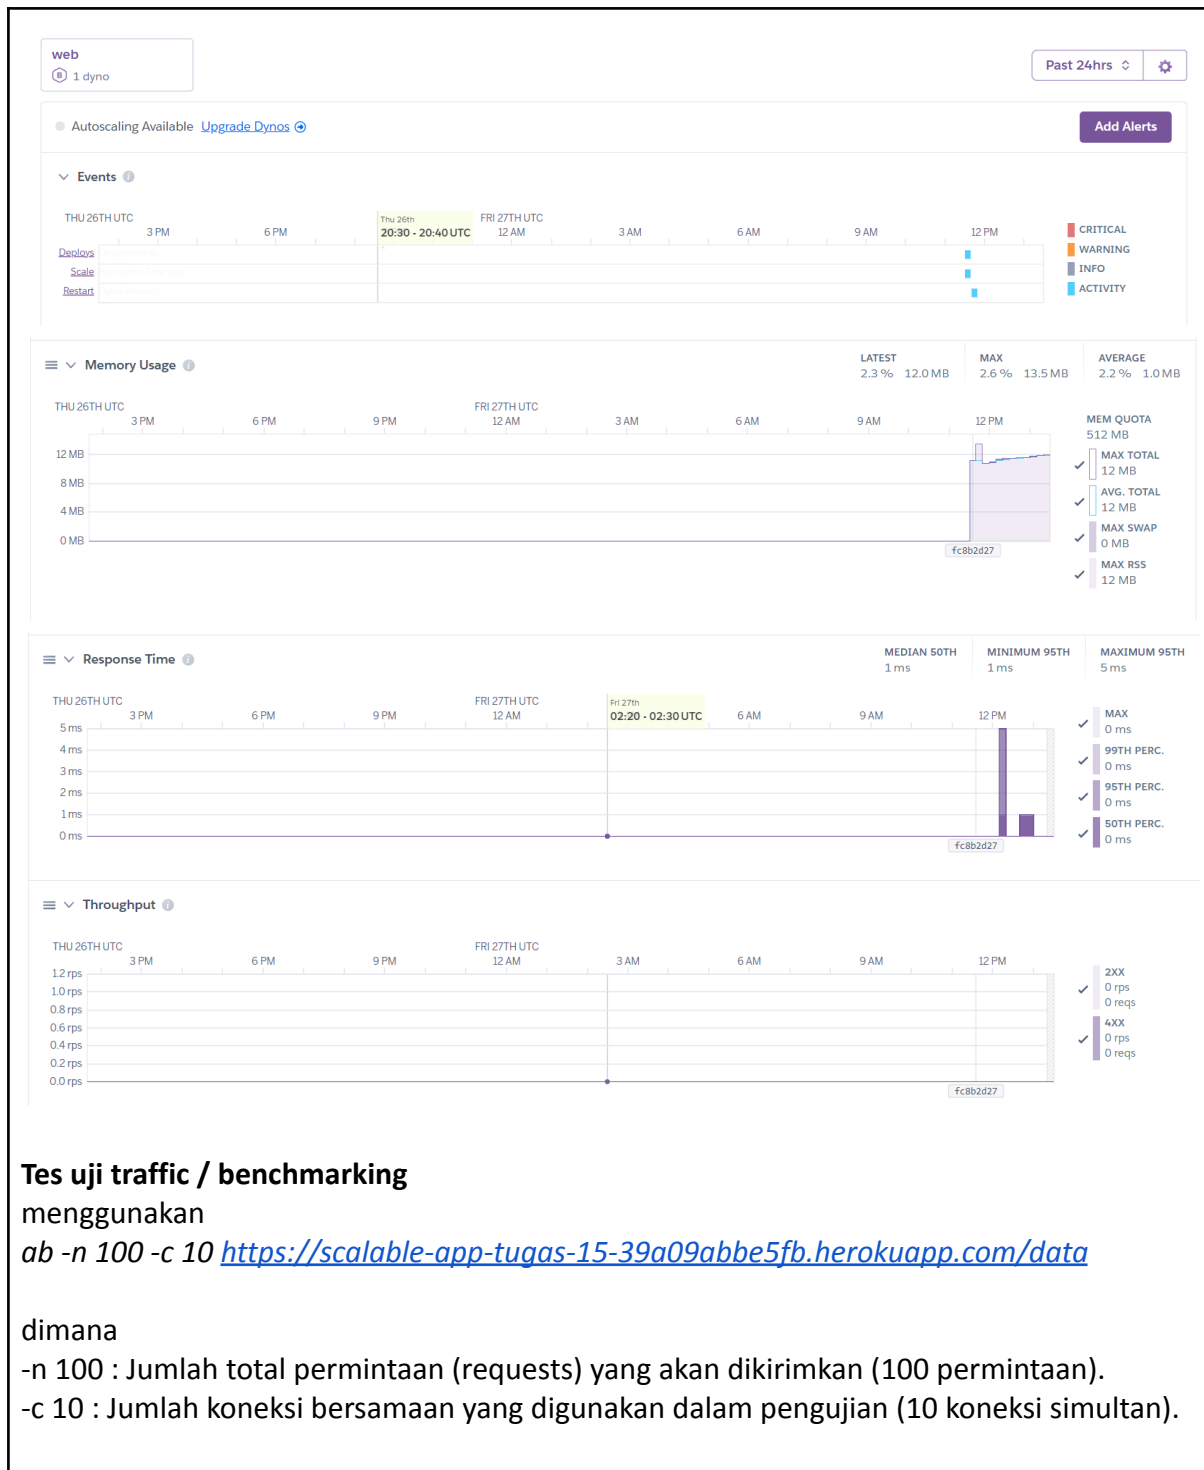 web
B 1 dyno
Past 24hrs
Autoscaling Available Upgrade Dynos
Add Alerts
Events
THU 26TH UTC
3 PM 6 PM Thu 26th 20:30 - 20:40 UTC FRI 27TH UTC 12 AM 3 AM 6 AM 9 AM 12 PM
Deploys
Scale
Restart
CRITICAL
WARNING
INFO
ACTIVITY
Memory Usage
LATEST
2.3 % 12.0 MB
MAX
2.6 % 13.5 MB
AVERAGE
2.2 % 1.0 MB
THU 26TH UTC FRI 27TH UTC
3 PM 6 PM 9 PM 12 AM 3 AM 6 AM 9 AM 12 PM
12 MB
8 MB
4 MB
0 MB
fc8b2d27
MEM QUOTA
512 MB
MAX TOTAL
12 MB
AVG. TOTAL
12 MB
MAX SWAP
0 MB
MAX RSS
12 MB
Response Time
MEDIAN 50TH
1 ms
MINIMUM 95TH
1 ms
MAXIMUM 95TH
5 ms
THU 26TH UTC FRI 27TH UTC Fri 27th
3 PM 6 PM 9 PM 12 AM 02:20 - 02:30 UTC 6 AM 9 AM 12 PM
5 ms
4 ms
3 ms
2 ms
1 ms
0 ms
fc8b2d27
MAX
0 ms
99TH PERC.
0 ms
95TH PERC.
0 ms
50TH PERC.
0 ms
Throughput
THU 26TH UTC FRI 27TH UTC
3 PM 6 PM 9 PM 12 AM 3 AM 6 AM 9 AM 12 PM
1.2 rps
1.0 rps
0.8 rps
0.6 rps
0.4 rps
0.2 rps
0.0 rps
fc8b2d27
2XX
0 rps
0 reqs
4XX
0 rps
0 reqs
Tes uji traffic / benchmarking
menggunakan
ab -n 100 -c 10 https://scalable-app-tugas-15-39a09abbe5fb.herokuapp.com/data
dimana
-n 100 : Jumlah total permintaan (requests) yang akan dikirimkan (100 permintaan).
-c 10 : Jumlah koneksi bersamaan yang digunakan dalam pengujian (10 koneksi simultan).